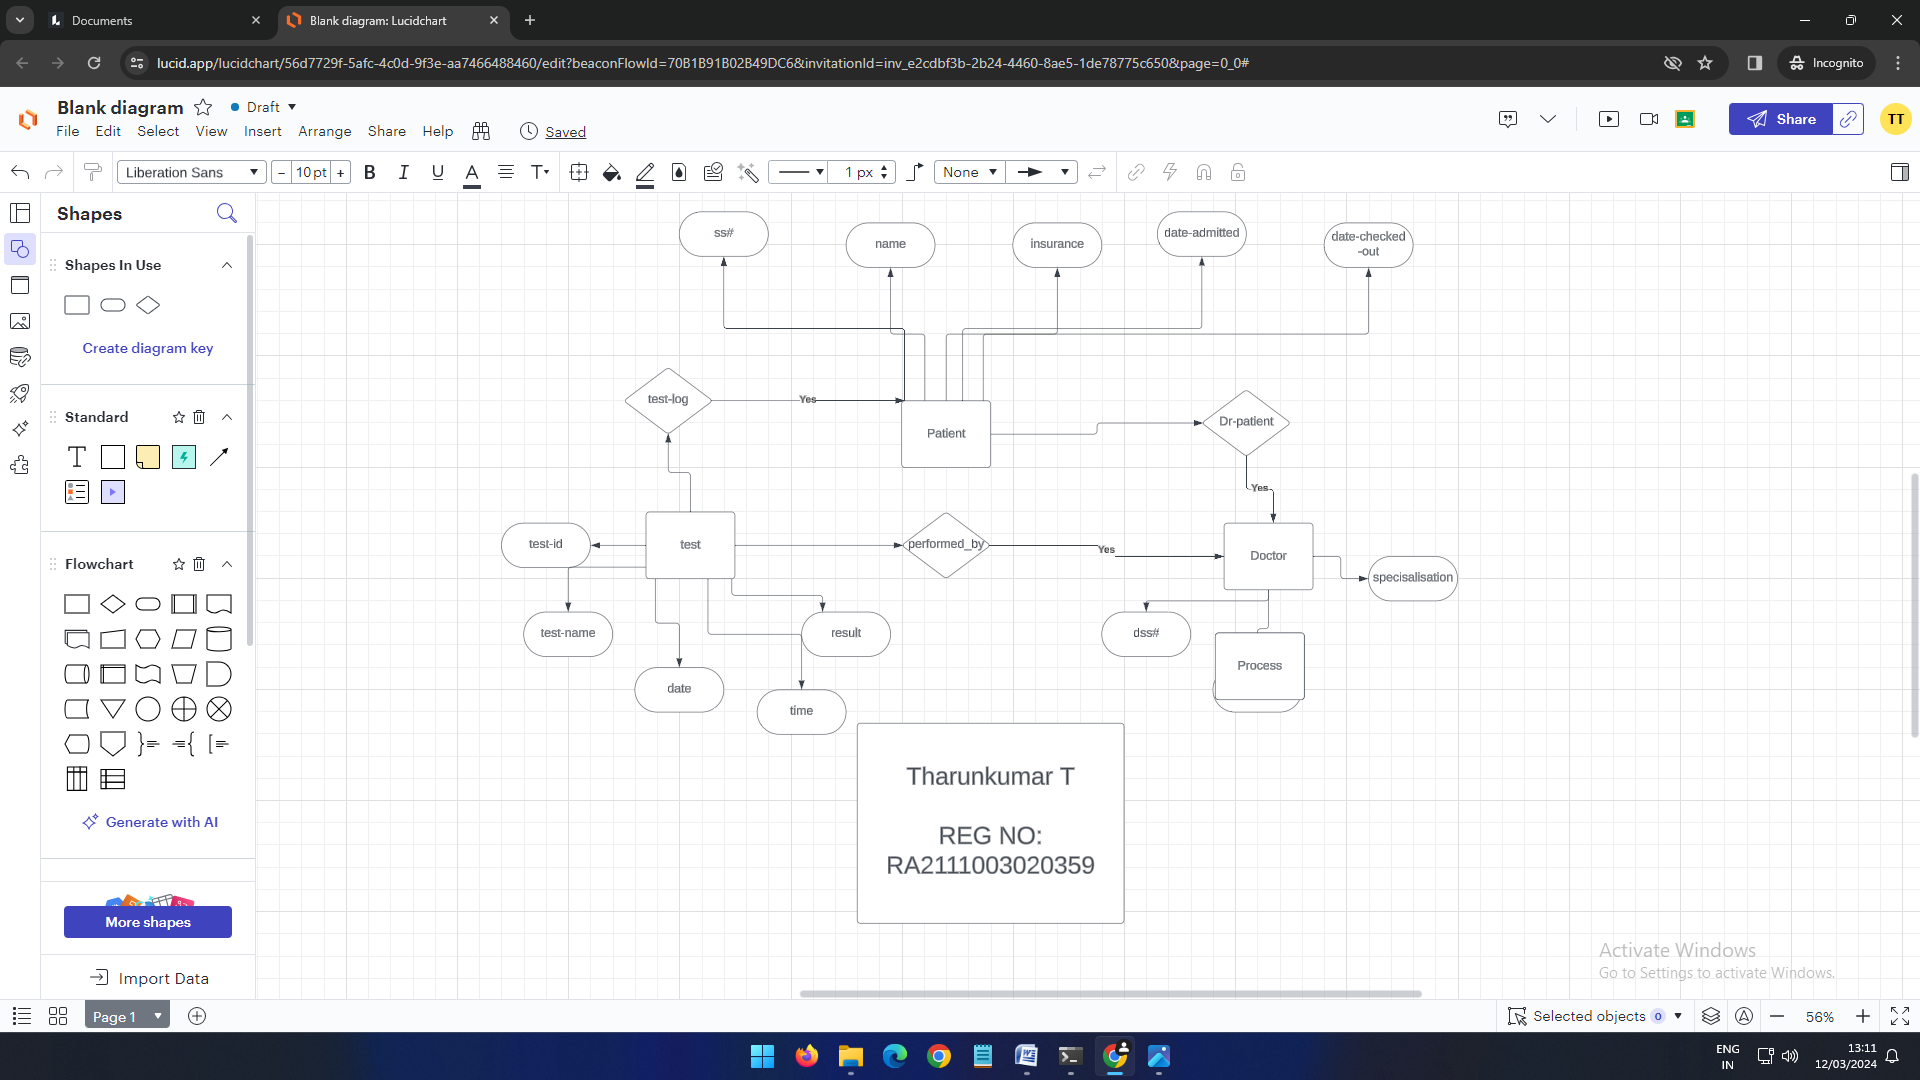 Documents
Blank diagram: Lucidchart
lucid.app/lucidchart/56d7729f-5afc-4c0d-9f3e-aa7466488460/edit?beaconFlowId=70B1B91B02B49DC6&invitationId=inv_e2cdbf3b-2b24-4460-8ae5-1de78775c650&page=0_0#
Incognito
Blank diagram
Draft
File Edit Select View Insert Arrange Share Help Saved
Share
TT
Liberation Sans
- 10 pt +
B I U A T
1 px
None
Shapes
Shapes In Use
Create diagram key
Standard
T
Flowchart
Generate with AI
More shapes
Import Data
ss#
name
insurance
date-admitted
date-checked
-out
test-log
Yes
Patient
Dr-patient
Yes
test-id
test
performed_by
Yes
Doctor
specisalisation
test-name
result
dss#
Process
date
time
Tharunkumar T
REG NO:
RA2111003020359
Activate Windows
Go to Settings to activate Windows.
Page 1
Selected objects 0
56%
ENG
IN
13:11
12/03/2024